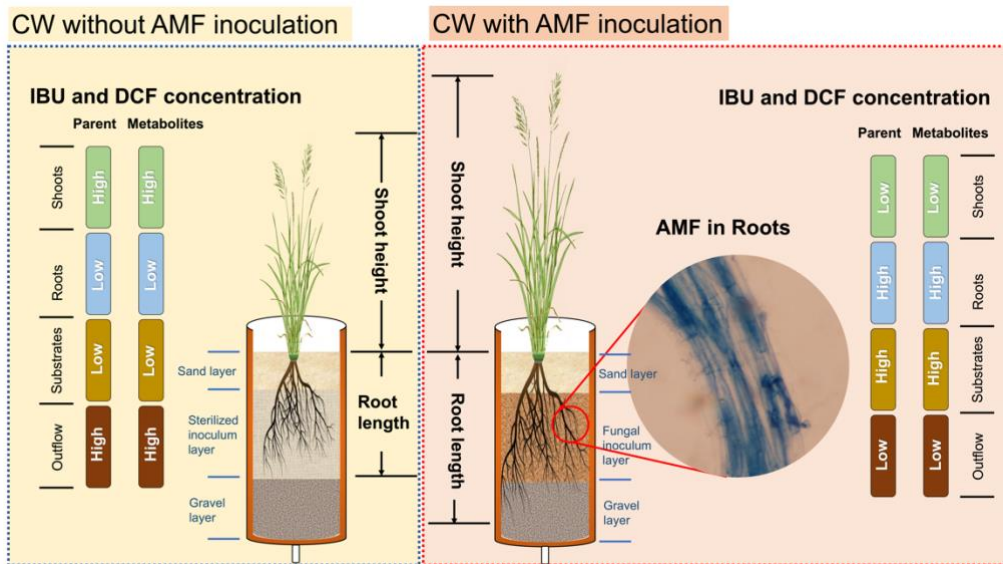 CW without AMF inoculation
IBU and DCF concentration
Parent Metabolites
Shoots
High
High
Roots
Low
Low
Substrates
Low
Low
Outflow
High
High
Shoot height
Root
length
Sand layer
Sterilized
inoculum
layer
Gravel
layer
CW with AMF inoculation
Shoot height
Root length
Sand layer
Fungal
inoculum
layer
Gravel
layer
AMF in Roots
IBU and DCF concentration
Parent Metabolites
Low
Low
Shoots
High
High
Roots
High
High
Substrates
Low
Low
Outflow